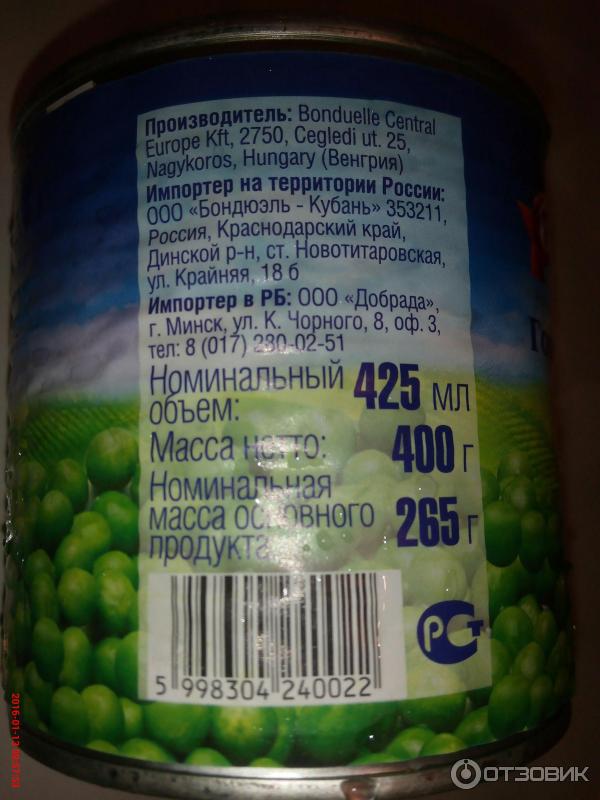 Производитель: Bonduelle Central
Europe Kft, 2750, Cegledi ut. 25,
Nagykoros, Hungary (Венгрия)
Импортер на территории России:
ООО «Бондюэль - Кубань» 353211,
Россия, Краснодарский край,
Динской р-н, ст. Новотитаровская,
ул. Крайняя, 18 б
Импортер в РБ: ООО «Добрада»,
г. Минск, ул. К. Чорного, 8, оф. 3,
тел: 8 (017) 280-02-51
Номинальный объем: 425 мл
Масса нетто: 400 г
Номинальная
масса основного
продукта 265 г
5 998304 240022
РСТ
ОТЗОВИК